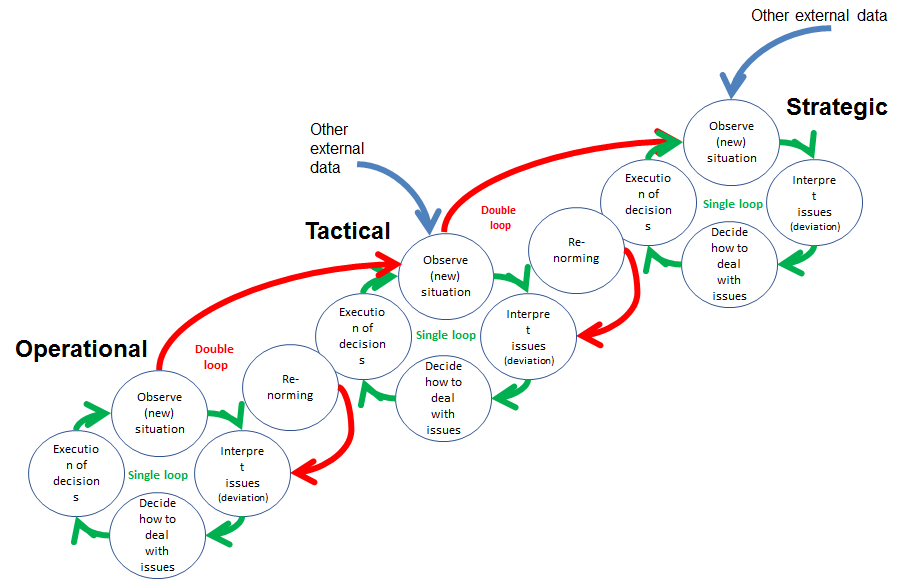 Other external data
Strategic
Observe
(new)
situation
Other
external
data
Executio
n of
decision
s
Single loop
Interpre
t
issues
(deviation)
Double
loop
Decide
how to
deal
with
issues
Re-
norming
Tactical
Observe
(new)
situation
Executio
n of
decision
s
Single loop
Interpre
t
issues
(deviation)
Operational
Double
loop
Decide
how to
deal
with
issues
Re-
norming
Observe
(new)
situation
Executio
n of
decision
s
Single loop
Interpre
t
issues
(deviation)
Decide
how to
deal
with
issues